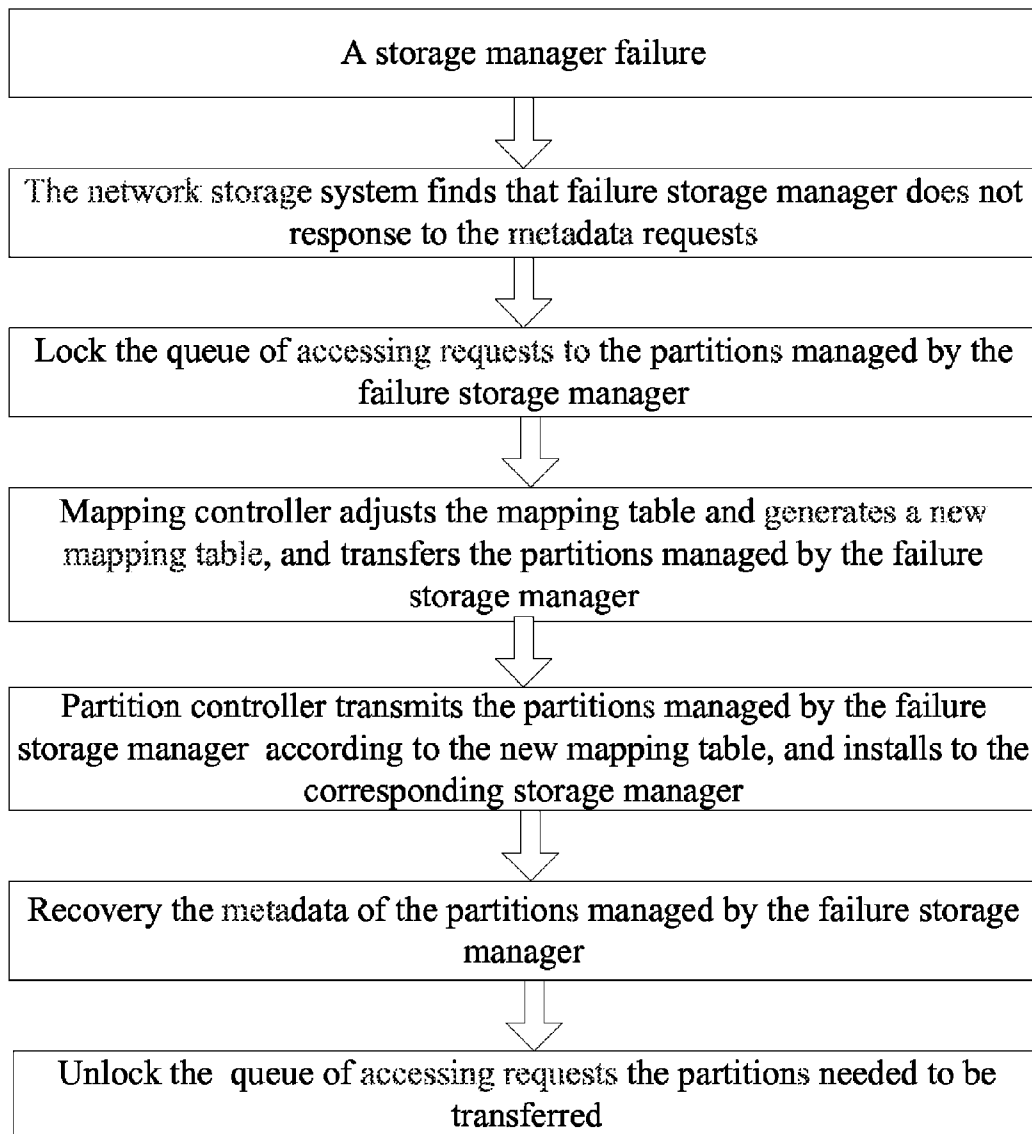 A storage manager failure
The network storage system finds that failure storage manager does not
response to the metadata requests
Lock the queue of accessing requests to the partitions managed by the
failure storage manager
Mapping controller adjusts the mapping table and generates a new
mapping table, and transfers the partitions managed by the failure
storage manager
Partition controller transmits the partitions managed by the failure
storage manager according to the new mapping table, and installs to the
corresponding storage manager
Recovery the metadata of the partitions managed by the failure storage
manager
Unlock the queue of accessing requests the partitions needed to be
transferred